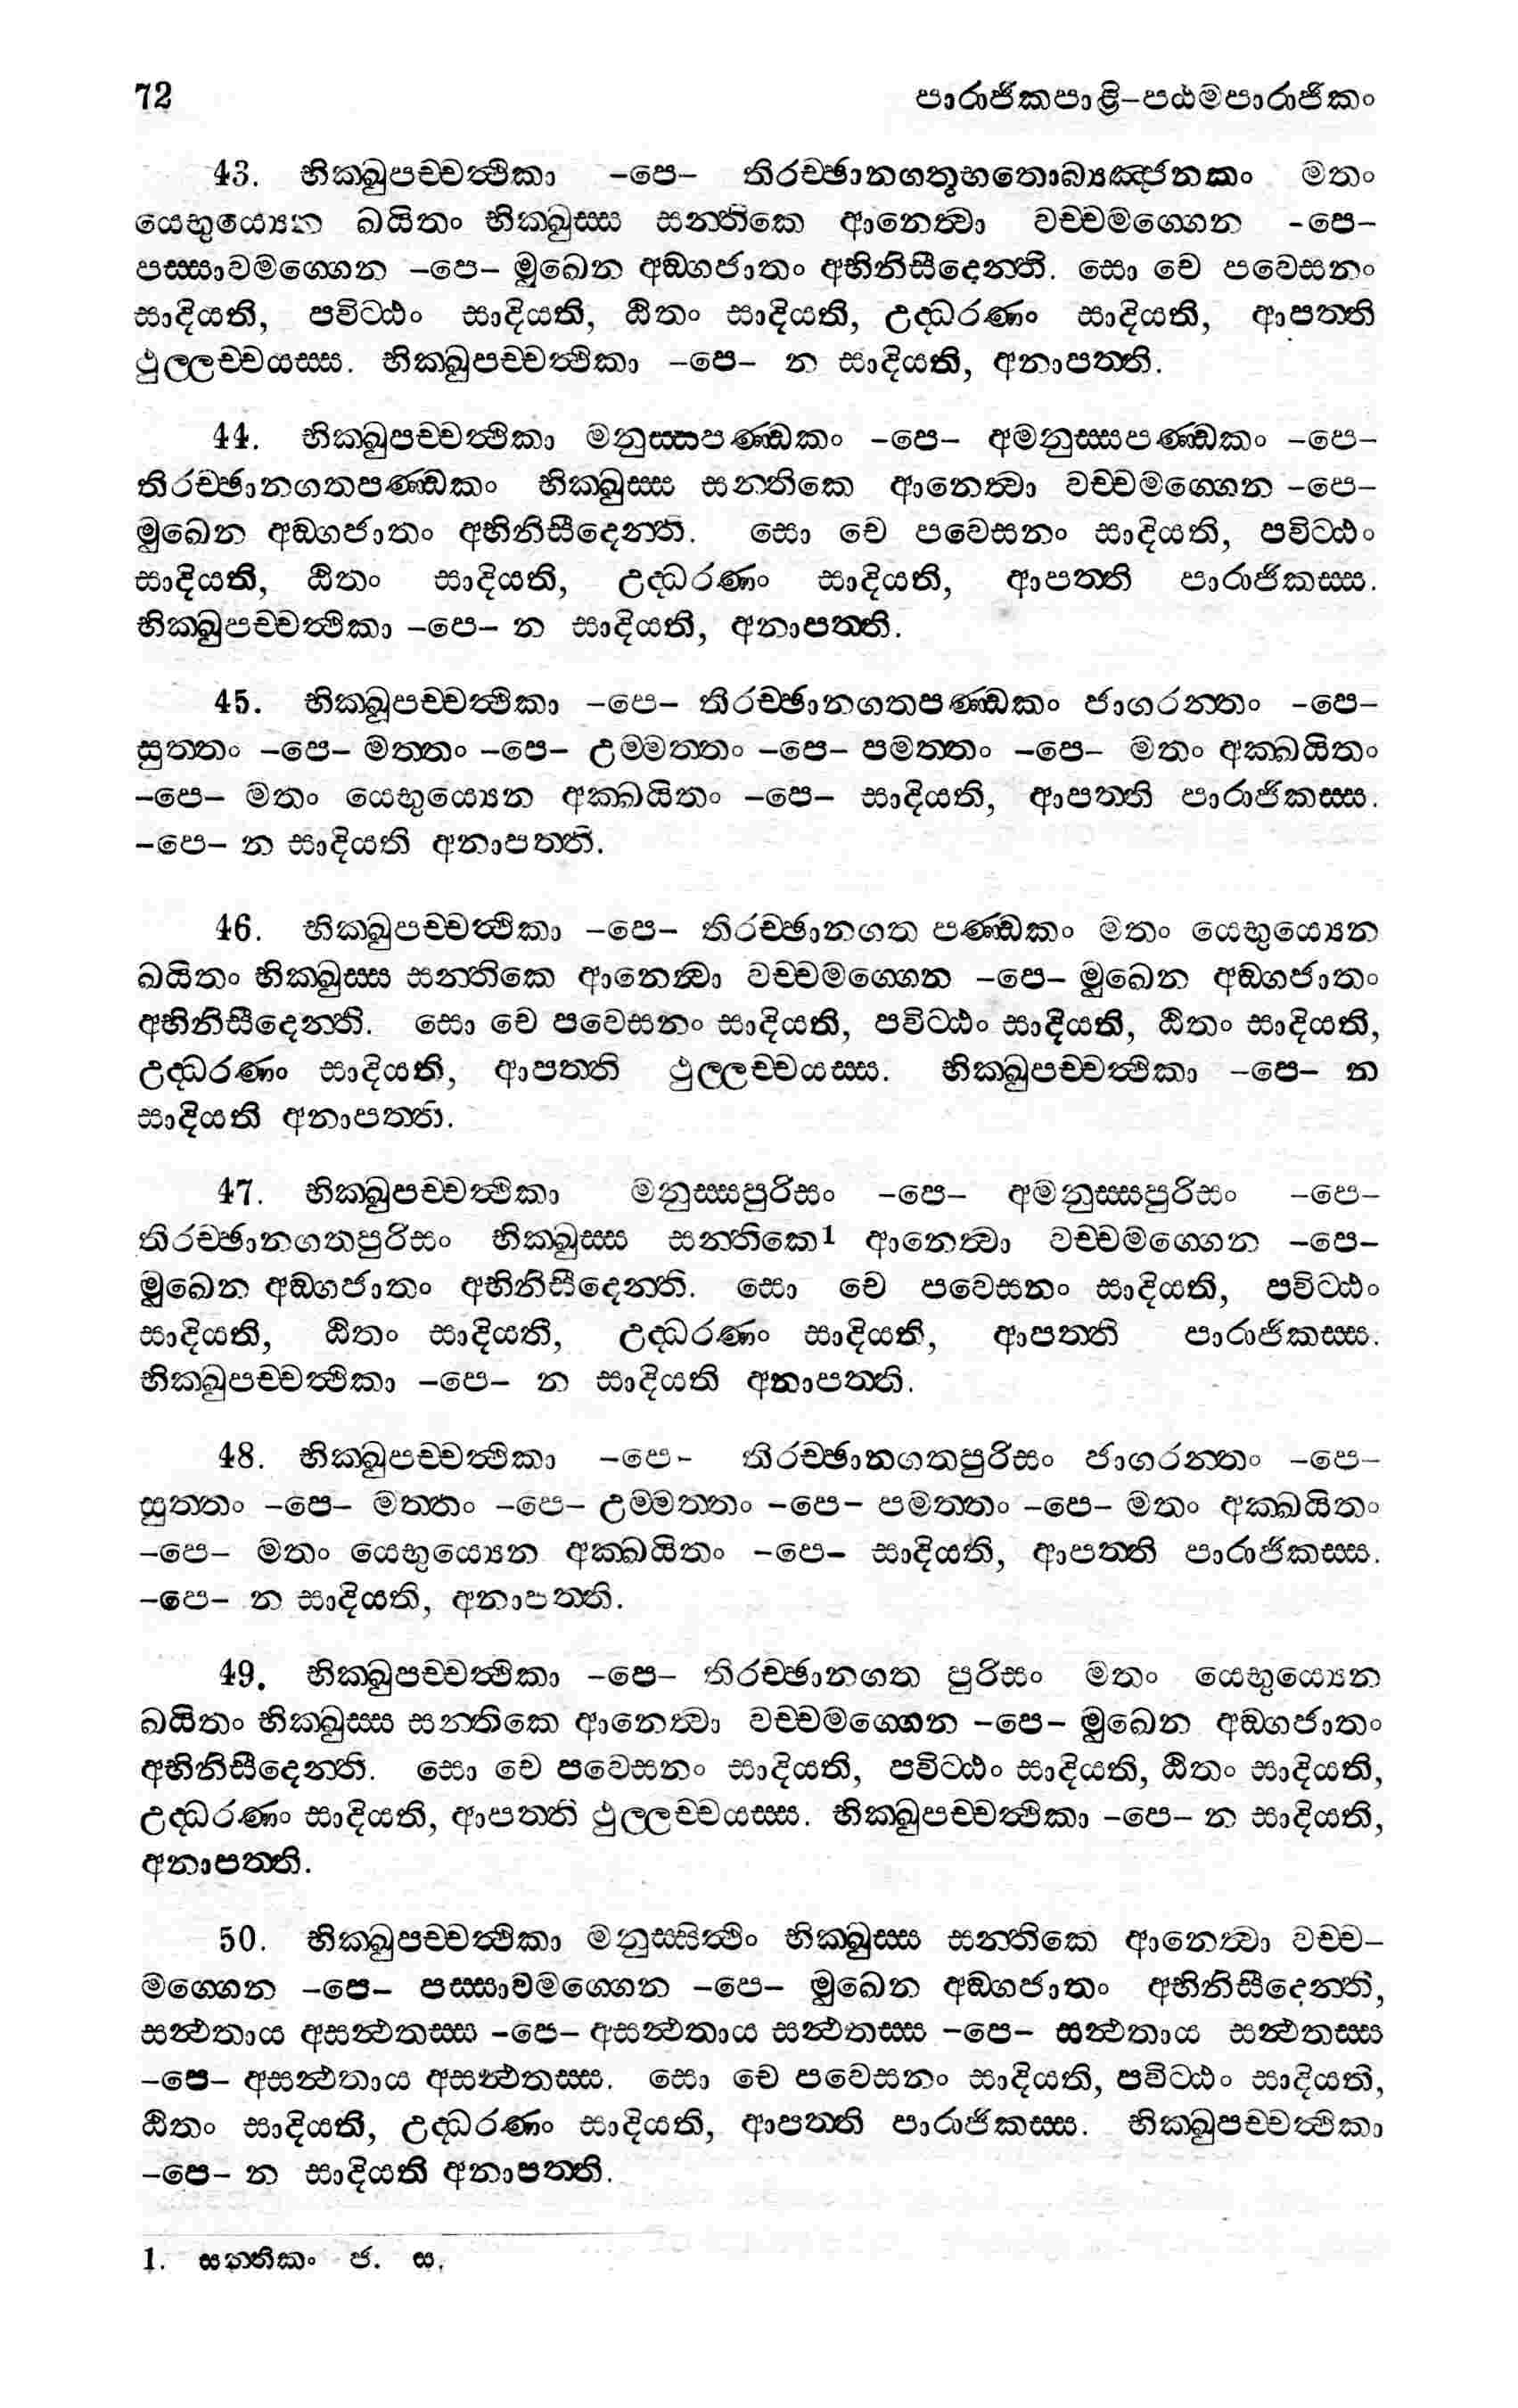 72 පාරාජිකපාළි-පඨමපාරාජිකං
43. භික්ඛුපච්චත්ථිකා -පෙ- තිරච්ඡානගතුභතොබ්‍යඤ්ජනකං මතං
යෙභුය්‍යෙන ඛයිතං භික්ඛුස්ස සන්තිකෙ ආනෙත්‍වා වච්චමග්ගෙන -පෙ-
පස්සාවමග්ගෙන -පෙ- මුඛෙන අඞ්ගජාතං අභිනිසීදෙන්ති. සො චෙ පවෙසනං
සාදියති, පවිට්ඨං සාදියති, ඨිතං සාදියති, උද්ධරණං සාදියති, ආපත්ති
ථුල්ලච්චයස්ස. භික්ඛුපච්චත්ථිකා -පෙ- න සාදියති, අනාපත්ති.
44. භික්ඛුපච්චත්ථිකා මනුස්සපණ්ඩකං -පෙ- අමනුස්සපණ්ඩකං -පෙ-
තිරච්ඡානගතපණ්ඩකං භික්ඛුස්ස සන්තිකෙ ආනෙත්‍වා වච්චමග්ගෙන -පෙ-
මුඛෙන අඞ්ගජාතං අභිනිසීදෙන්ති. සො චෙ පවෙසනං සාදියති, පවිට්ඨං
සාදියති, ඨිතං සාදියති, උද්ධරණං සාදියති, ආපත්ති පාරාජිකස්ස.
භික්ඛුපච්චත්ථිකා -පෙ- න සාදියති, අනාපත්ති.
45. භික්ඛූපච්චත්ථිකා -පෙ- තිරච්ඡානගතපණ්ඩකං ජාගරන්තං -පෙ-
සුත්තං -පෙ- මත්තං -පෙ- උම්මත්තං -පෙ- පමත්තං -පෙ- මතං අක්ඛයිතං
-පෙ- මතං යෙභුය්‍යෙන අක්ඛයිතං -පෙ- සාදියති, ආපත්ති පාරාජිකස්ස.
-පෙ- න සාදියති අනාපත්ති.
46. භික්ඛුපච්චත්ථිකා -පෙ- තිරච්ඡානගත පණ්ඩකං මතං යෙභුය්‍යෙන
ඛයිතං භික්ඛුස්ස සන්තිකෙ ආනෙත්‍වා වච්චමග්ගෙන -පෙ- මුඛෙන අඞ්ගජාතං
අභිනිසීදෙන්ති. සො චෙ පවෙසනං සාදියති, පවිට්ඨං සාදියති, ඨිතං සාදියති,
උද්ධරණං සාදියති, ආපත්ති ථුල්ලච්චයස්ස. භික්ඛුපච්චත්ථිකා -පෙ- න
සාදියති අනාපත්ති.
47. භික්ඛුපච්චත්ථිකා මනුස්සපුරිසං -පෙ- අමනුස්සපුරිසං -පෙ-
තිරච්ඡානගතපුරිසං භික්ඛුස්ස සන්තිකෙ1 ආනෙත්‍වා වච්චමග්ගෙන -පෙ-
මුඛෙන අඞ්ගජාතං අභිනිසීදෙන්ති. සො චෙ පවෙසනං සාදියති, පවිට්ඨං
සාදියති, ඨිතං සාදියති, උද්ධරණං සාදියති, ආපත්ති පාරාජිකස්ස.
භික්ඛුපච්චත්ථිකා -පෙ- න සාදියති අනාපත්ති.
48. භික්ඛුපච්චත්ථිකා -පෙ- තිරච්ඡානගතපුරිසං ජාගරන්තං -පෙ-
සුත්තං -පෙ- මත්තං -පෙ- උම්මත්තං -පෙ- පමත්තං -පෙ- මතං අක්ඛයිතං
-පෙ- මතං යෙභුය්‍යෙන අක්ඛයිතං -පෙ- සාදියති, ආපත්ති පාරාජිකස්ස.
-පෙ- න සාදියති, අනාපත්ති.
49. භික්ඛුපච්චත්ථිකා -පෙ- තිරච්ඡානගත පුරිසං මතං යෙභුය්‍යෙන
ඛයිතං භික්ඛුස්ස සන්තිකෙ ආනෙත්‍වා වච්චමග්ගෙන -පෙ- මුඛෙන අඞ්ගජාතං
අභිනිසීදෙන්ති. සො චෙ පවෙසනං සාදියති, පවිට්ඨං සාදියති, ඨිතං සාදියති,
උද්ධරණං සාදියති, ආපත්ති ථුල්ලච්චයස්ස. භික්ඛුපච්චත්ථිකා -පෙ- න සාදියති,
අනාපත්ති.
50. භික්ඛුපච්චත්ථිකා මනුස්සිත්ථිං භික්ඛුස්ස සන්තිකෙ ආනෙත්‍වා වච්ච-
මග්ගෙන -පෙ- පස්සාවමග්ගෙන -පෙ- මුඛෙන අඞ්ගජාතං අභිනිසීදෙන්ති,
සන්ථතාය අසන්ථතස්ස -පෙ- අසන්ථතාය සන්ථතස්ස -පෙ- සන්ථතාය සන්ථතස්ස
-පෙ- අසන්ථතාය අසන්ථතස්ස. සො චෙ පවෙසනං සාදියති, පවිට්ඨං සාදියති,
ඨිතං සාදියති, උද්ධරණං සාදියති, ආපත්ති පාරාජිකස්ස. භික්ඛුපච්චත්ථිකා
-පෙ- න සාදියති අනාපත්ති.
1. සන්තිකං ජ. ස.